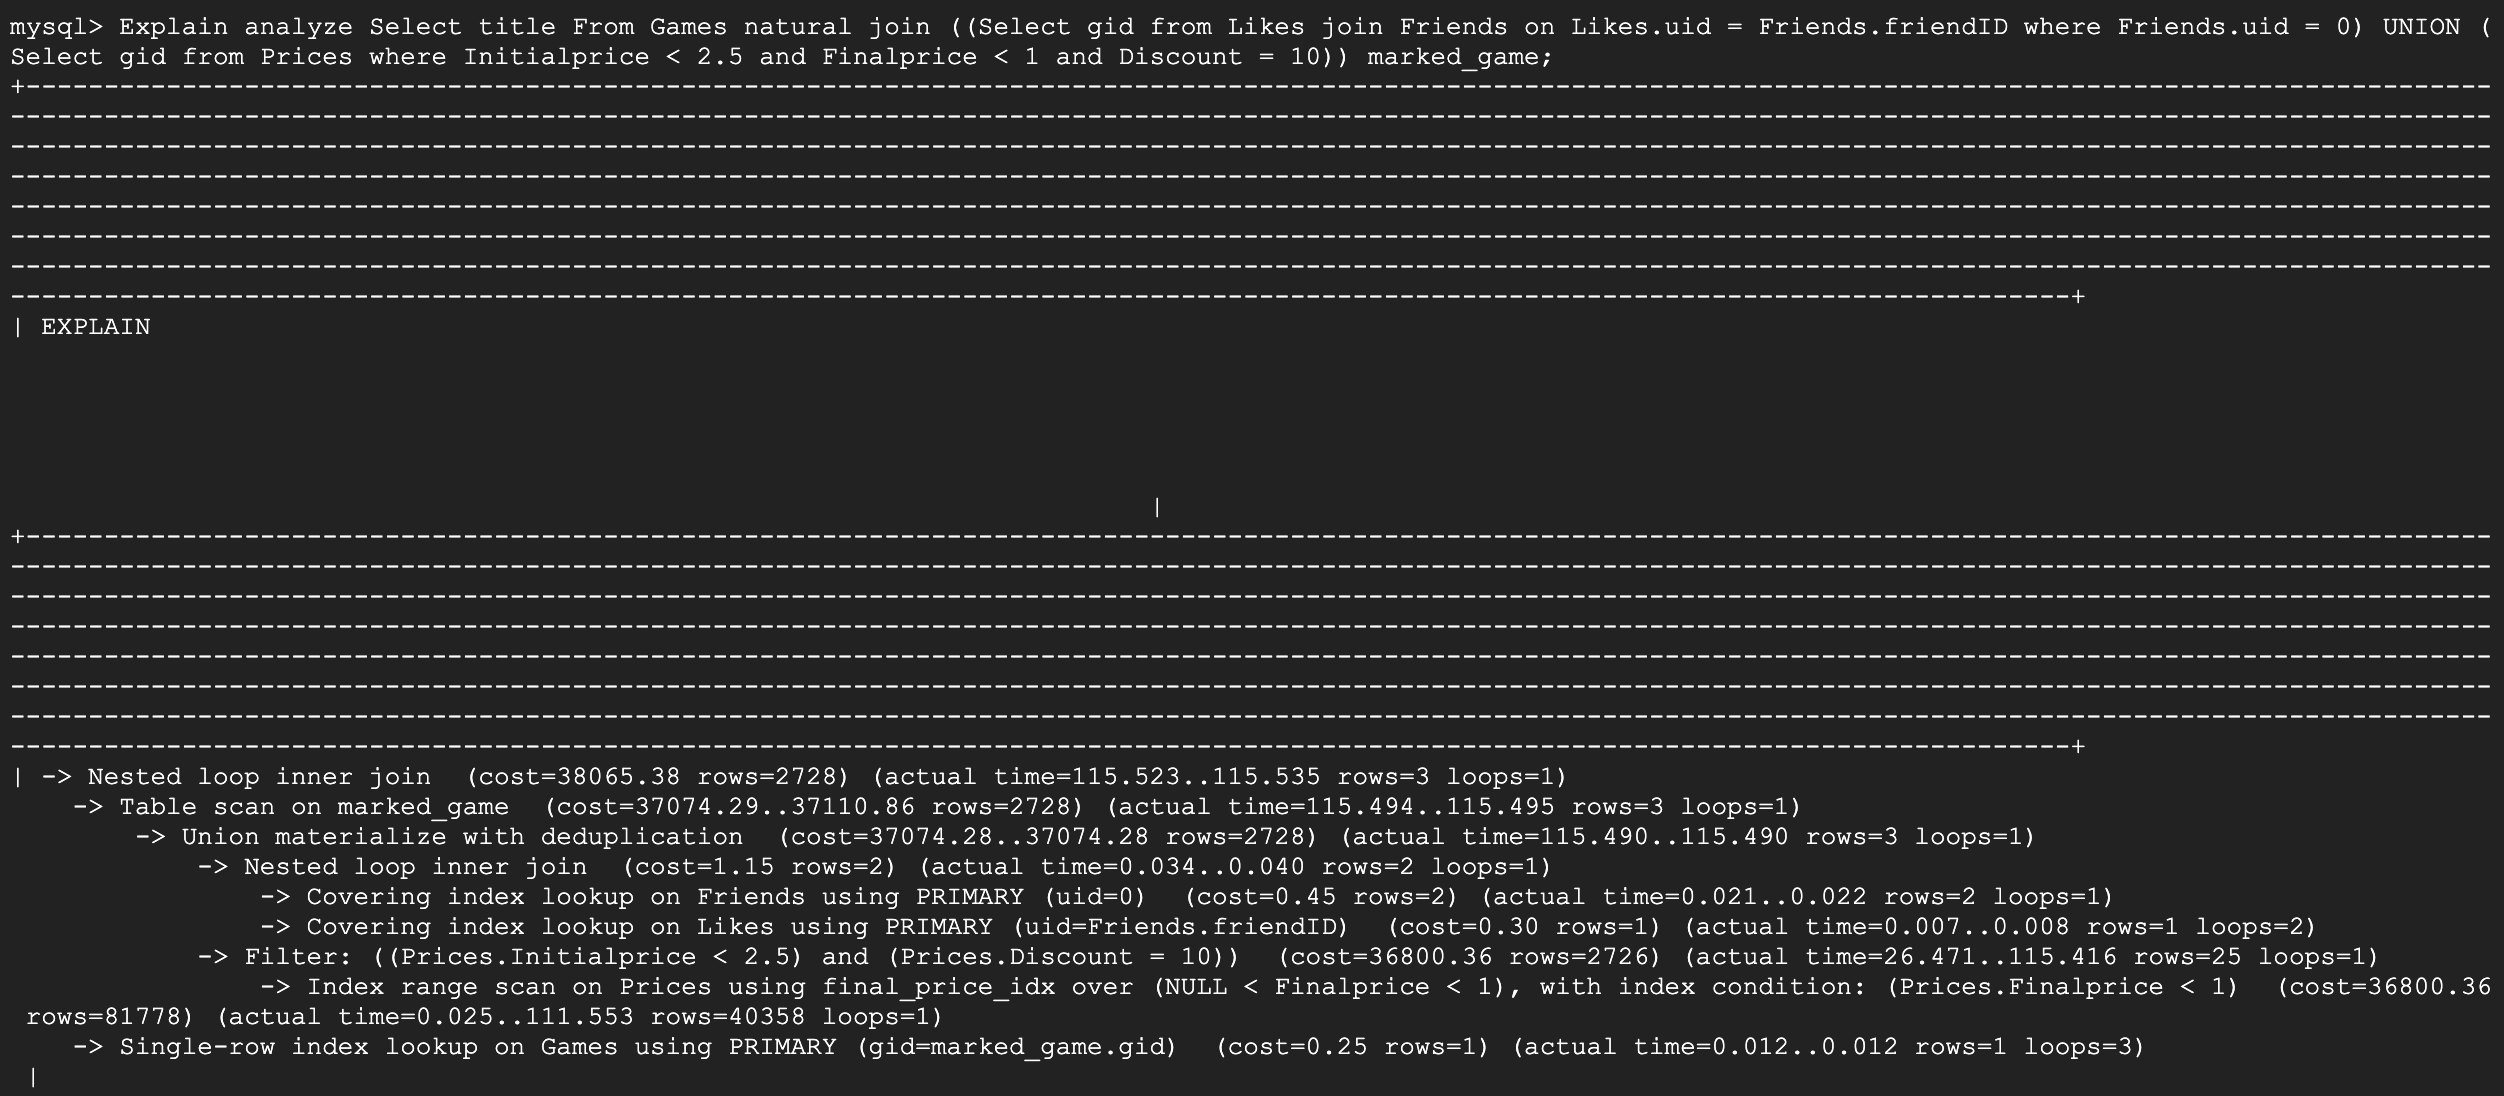 mysql> Explain analyze Select title From Games natural join ((Select gid from Likes join Friends on Likes.uid = Friends.friendID where Friends.uid = 0) UNION (
Select gid from Prices where Initialprice < 2.5 and Finalprice < 1 and Discount = 10)) marked_game;
| EXPLAIN
|
| -> Nested loop inner join  (cost=38065.38 rows=2728) (actual time=115.523..115.535 rows=3 loops=1)
    -> Table scan on marked_game  (cost=37074.29..37110.86 rows=2728) (actual time=115.494..115.495 rows=3 loops=1)
        -> Union materialize with deduplication  (cost=37074.28..37074.28 rows=2728) (actual time=115.490..115.490 rows=3 loops=1)
            -> Nested loop inner join  (cost=1.15 rows=2) (actual time=0.034..0.040 rows=2 loops=1)
                -> Covering index lookup on Friends using PRIMARY (uid=0)  (cost=0.45 rows=2) (actual time=0.021..0.022 rows=2 loops=1)
                -> Covering index lookup on Likes using PRIMARY (uid=Friends.friendID)  (cost=0.30 rows=1) (actual time=0.007..0.008 rows=1 loops=2)
            -> Filter: ((Prices.Initialprice < 2.5) and (Prices.Discount = 10))  (cost=36800.36 rows=2726) (actual time=26.471..115.416 rows=25 loops=1)
                -> Index range scan on Prices using final_price_idx over (NULL < Finalprice < 1), with index condition: (Prices.Finalprice < 1)  (cost=36800.36
 rows=81778) (actual time=0.025..111.553 rows=40358 loops=1)
    -> Single-row index lookup on Games using PRIMARY (gid=marked_game.gid)  (cost=0.25 rows=1) (actual time=0.012..0.012 rows=1 loops=3)
 |